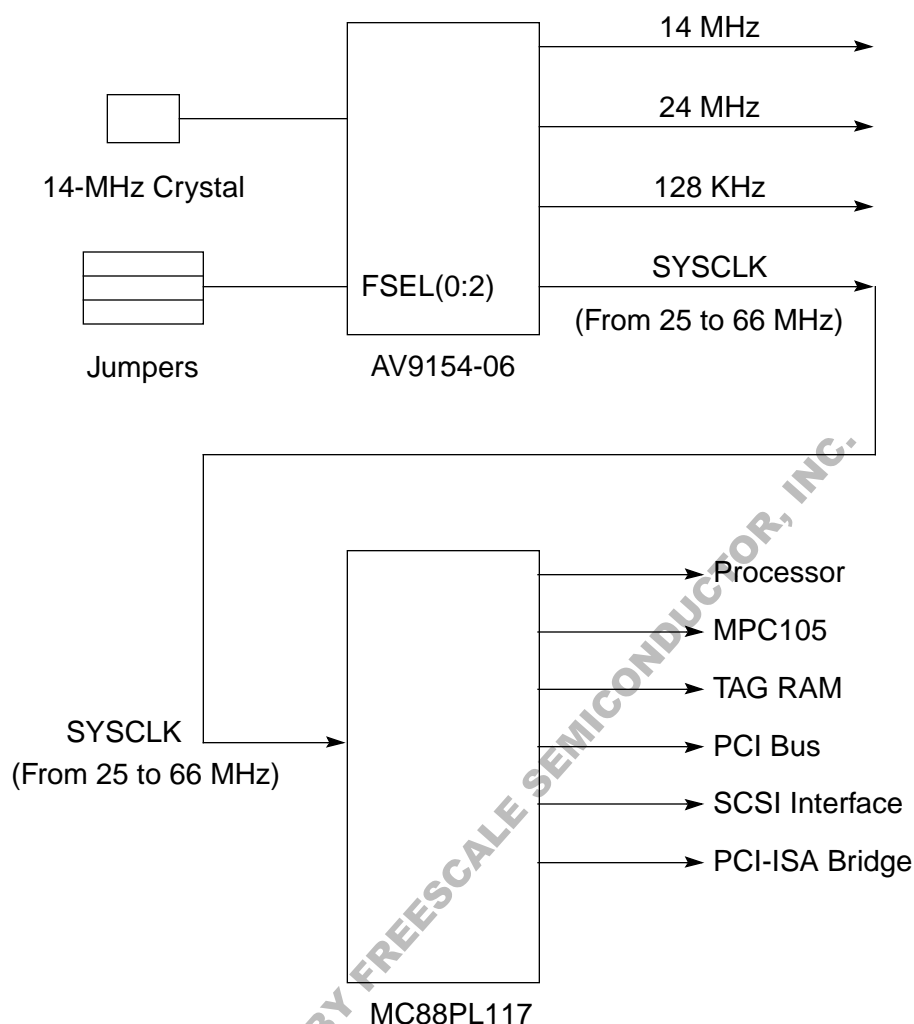 14 MHz
24 MHz
14-MHz Crystal
128 KHz
FSEL(0:2)
SYSCLK
(From 25 to 66 MHz)
Jumpers
AV9154-06
Processor
MPC105
TAG RAM
SYSCLK
(From 25 to 66 MHz)
PCI Bus
SCSI Interface
PCI-ISA Bridge
MC88PL117
BY FREESCALE SEMICONDUCTOR, INC.